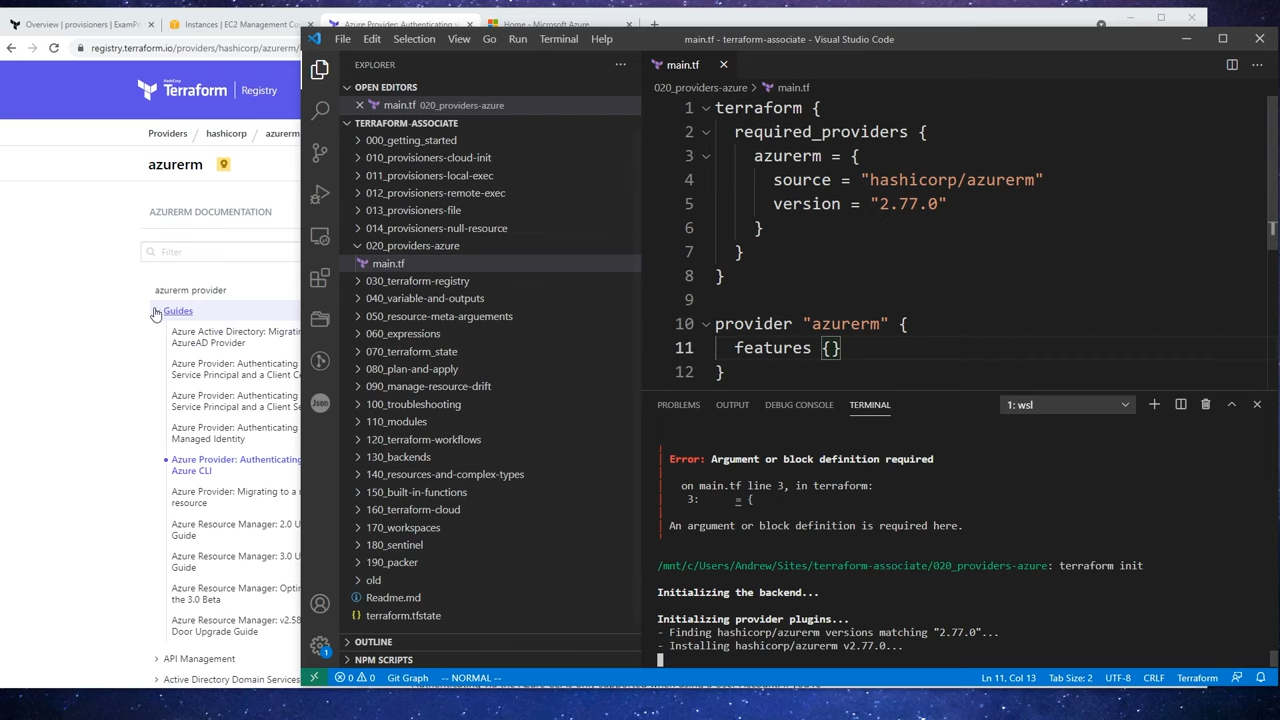 Overview | provisioners | ExamP
Instances | EC2 Management Co
Azure Provider: Authenticating v
Home - Microsoft Azure
registry.terraform.io/providers/hashicorp/azurerm/
HashiCorp
Terraform
Registry
Providers
hashicorp
azurerm
azurerm
AZURERM DOCUMENTATION
Filter
azurerm provider
Guides
Azure Active Directory: Migrati
AzureAD Provider
Azure Provider: Authenticating
Service Principal and a Client C
Azure Provider: Authenticating
Service Principal and a Client Se
Azure Provider: Authenticating
Managed Identity
Azure Provider: Authenticating
Azure CLI
Azure Provider: Migrating to a
resource
Azure Resource Manager: 2.0 U
Guide
Azure Resource Manager: 3.0 U
Guide
Azure Resource Manager: Opti
the 3.0 Beta
Azure Resource Manager: v2.58
Door Upgrade Guide
API Management
Active Directory Domain Services
File Edit Selection View Go Run Terminal Help
main.tf - terraform-associate - Visual Studio Code
EXPLORER
OPEN EDITORS
main.tf 020_providers-azure
TERRAFORM-ASSOCIATE
000_getting_started
010_provisioners-cloud-init
011_provisioners-local-exec
012_provisioners-remote-exec
013_provisioners-file
014_provisioners-null-resource
020_providers-azure
main.tf
030_terraform-registry
040_variable-and-outputs
050_resource-meta-arguements
060_expressions
070_terraform_state
080_plan-and-apply
090_manage-resource-drift
100_troubleshooting
110_modules
120_terraform-workflows
130_backends
140_resources-and-complex-types
150_built-in-functions
160_terraform-cloud
170_workspaces
180_sentinel
190_packer
old
Readme.md
terraform.tfstate
OUTLINE
NPM SCRIPTS
Json
1
main.tf
020_providers-azure > main.tf
1 terraform {
2 required_providers {
3 azurerm = {
4 source = "hashicorp/azurerm"
5 version = "2.77.0"
6 }
7 }
8 }
9
10 provider "azurerm" {
11 features {}
12 }
PROBLEMS OUTPUT DEBUG CONSOLE TERMINAL
1: wsl
Error: Argument or block definition required
on main.tf line 3, in terraform:
3: = {
An argument or block definition is required here.
/mnt/c/Users/Andrew/Sites/terraform-associate/020_providers-azure: terraform init
Initializing the backend...
Initializing provider plugins...
- Finding hashicorp/azurerm versions matching "2.77.0"...
- Installing hashicorp/azurerm v2.77.0...
0 0 Git Graph -- NORMAL -- Ln 11, Col 13 Tab Size: 2 UTF-8 CRLF Terraform